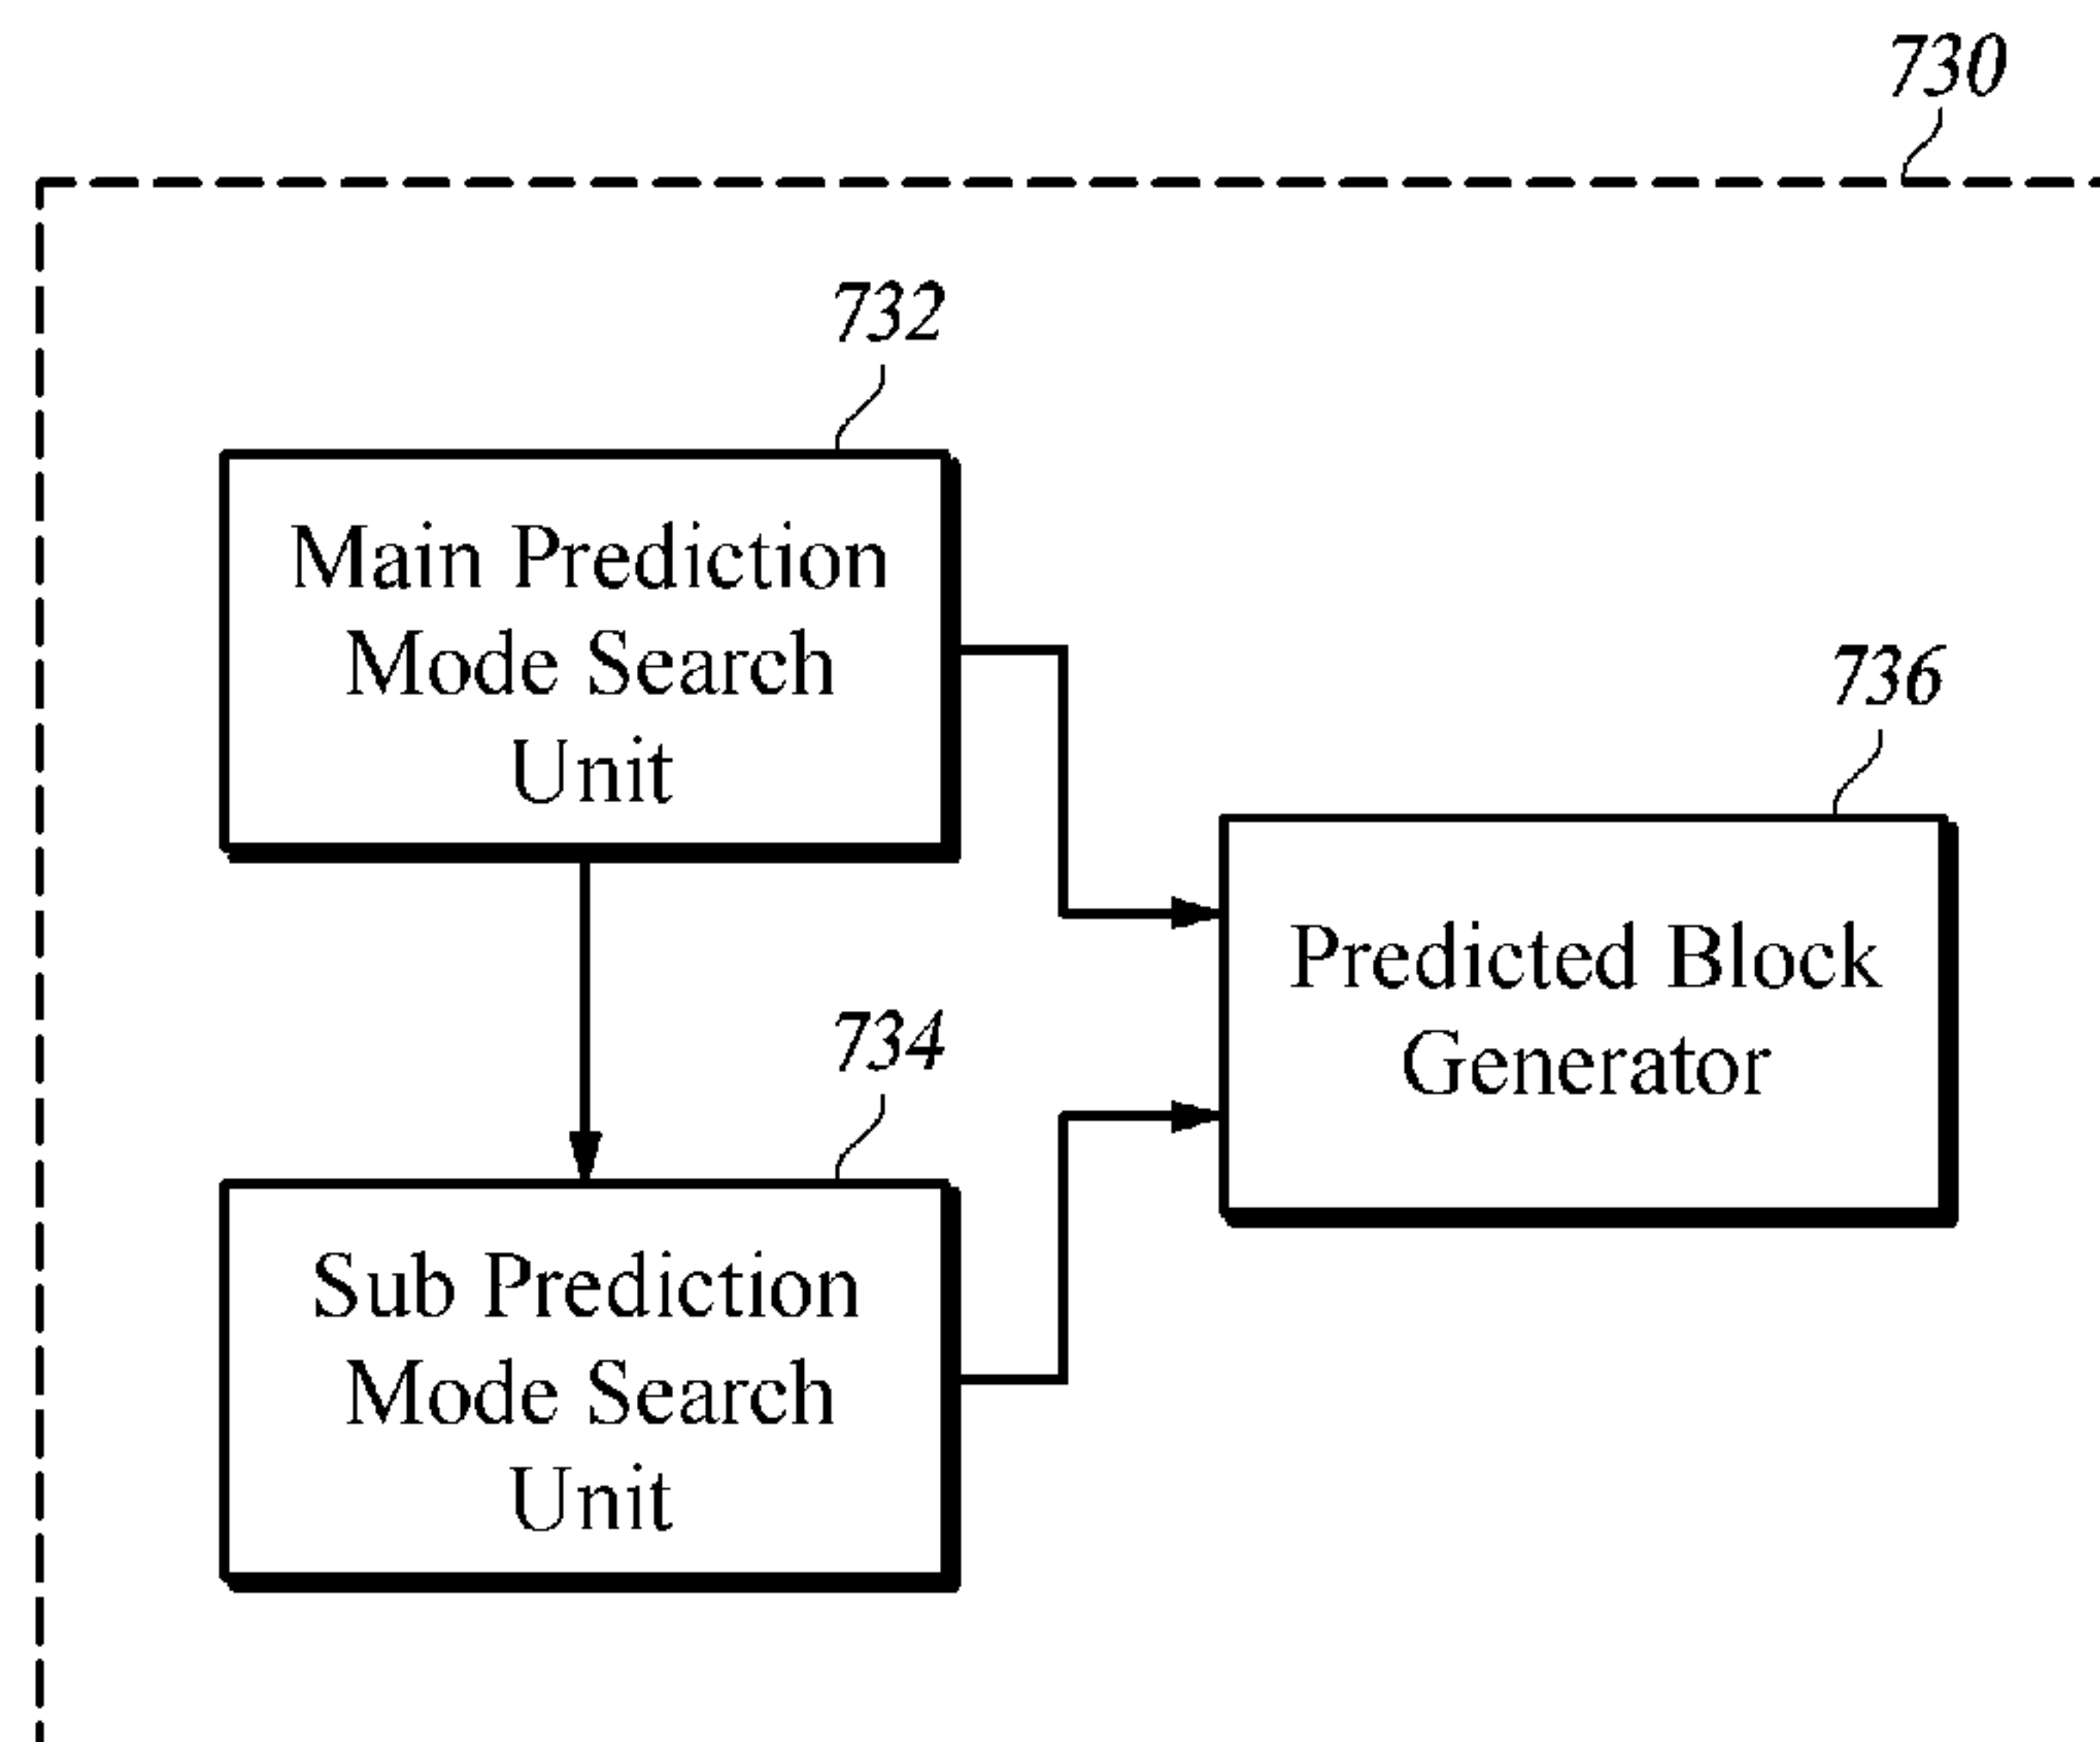 730
732
Main Prediction
Mode Search
Unit
736
Predicted Block
Generator
734
Sub Prediction
Mode Search
Unit